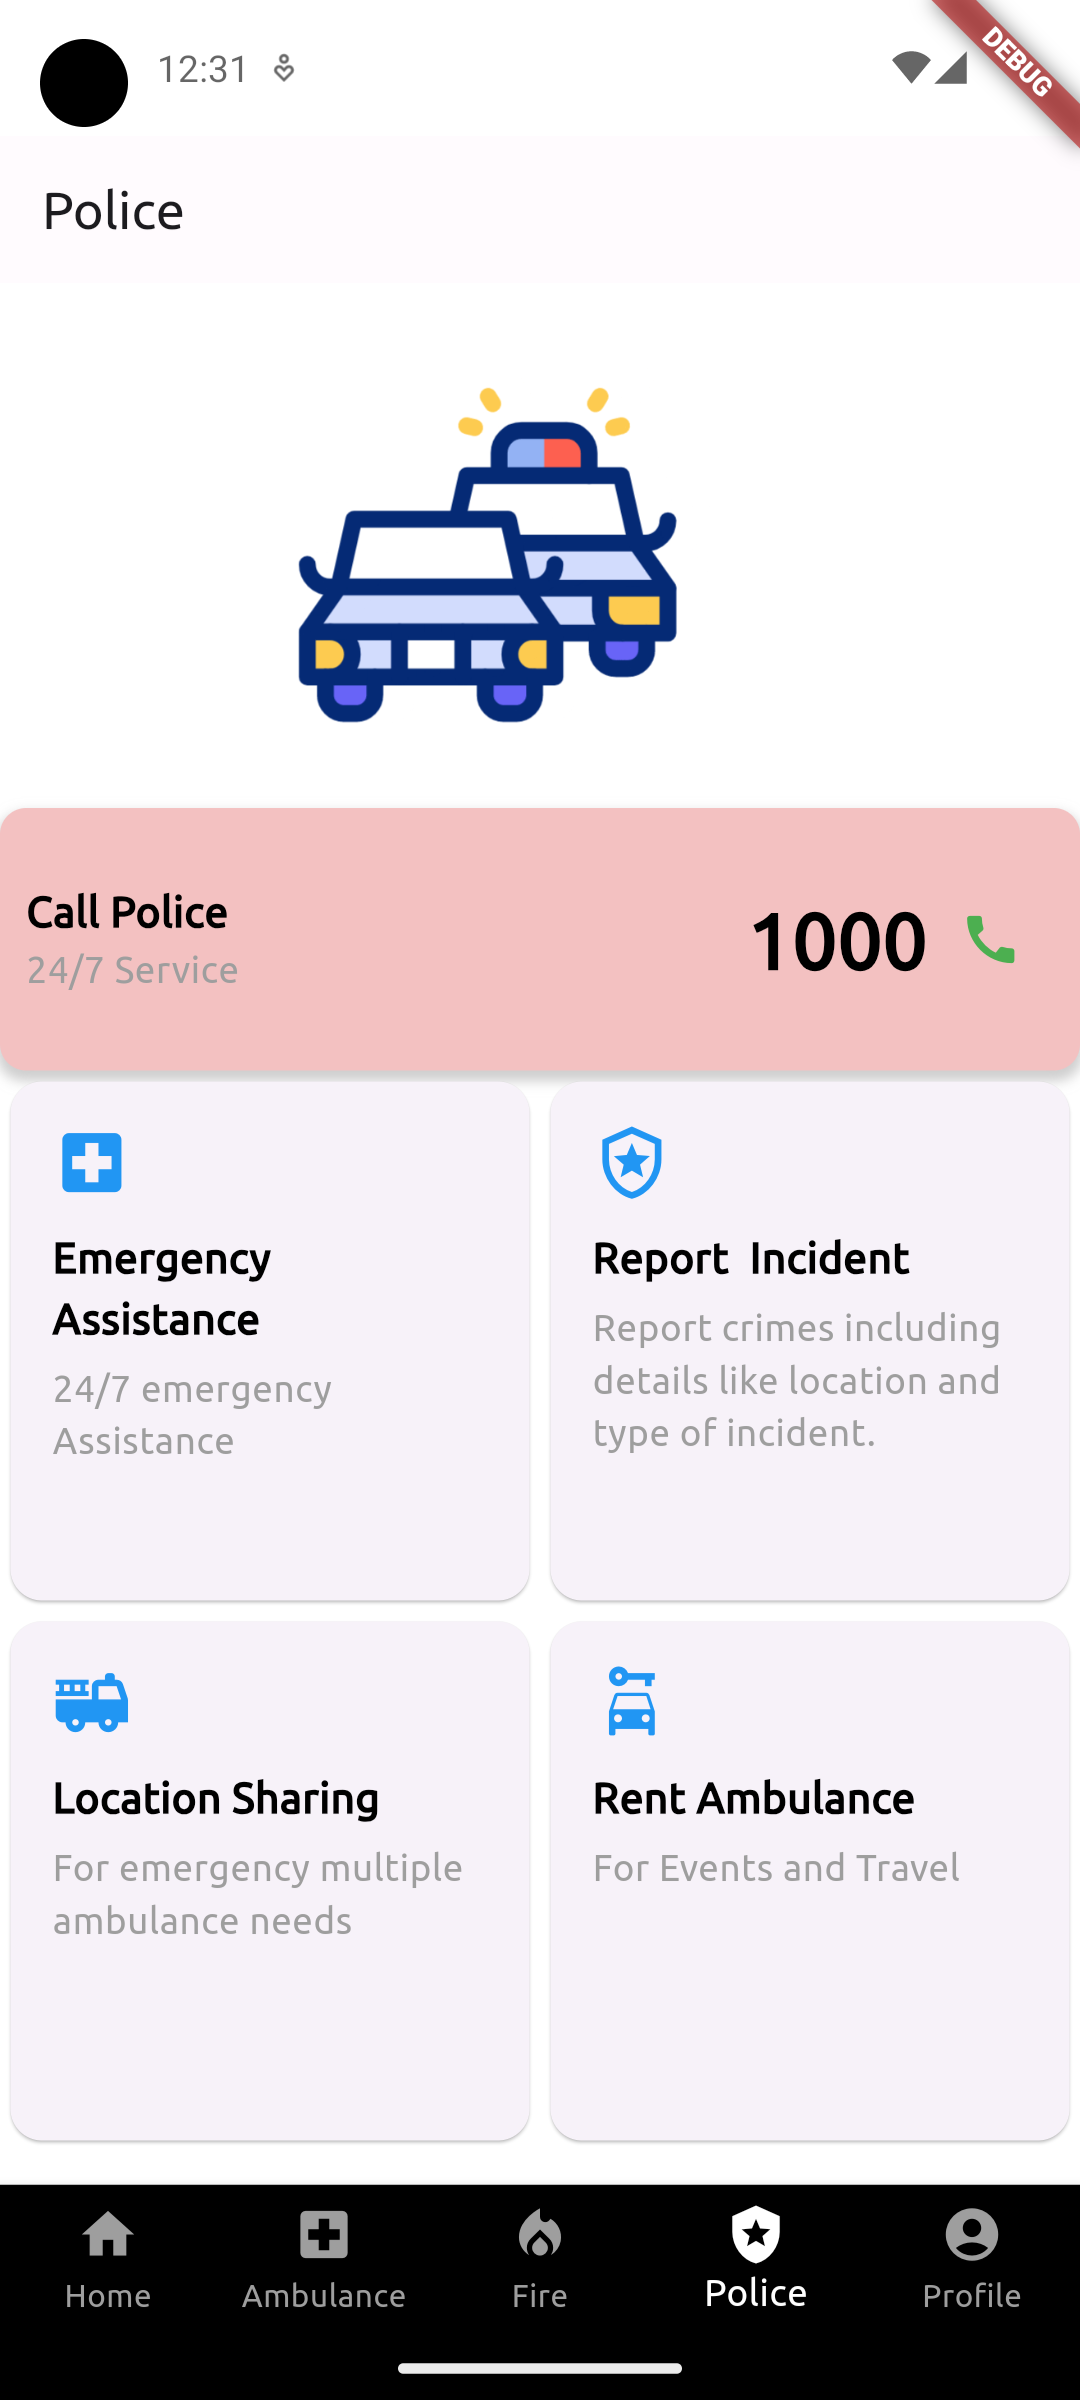 12:31
DEBUG
Police
Call Police
24/7 Service
1000
Emergency
Assistance
24/7 emergency
Assistance
Report  Incident
Report crimes including
details like location and
type of incident.
Location Sharing
For emergency multiple
ambulance needs
Rent Ambulance
For Events and Travel
Home
Ambulance
Fire
Police
Profile